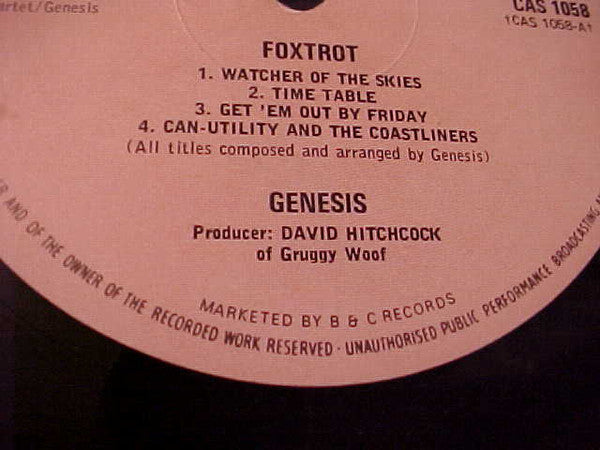 artet/Genesis
CAS 1058
1CAS 1058-A1
FOXTROT
1. WATCHER OF THE SKIES
2. TIME TABLE
3. GET 'EM OUT BY FRIDAY
4. CAN-UTILITY AND THE COASTLINERS
(All titles composed and arranged by Genesis)
GENESIS
Producer: DAVID HITCHCOCK
of Gruggy Woof
MARKETED BY B & C RECORDS
ER AND OF THE OWNER OF THE RECORDED WORK RESERVED · UNAUTHORISED PUBLIC PERFORMANCE BROADCASTING